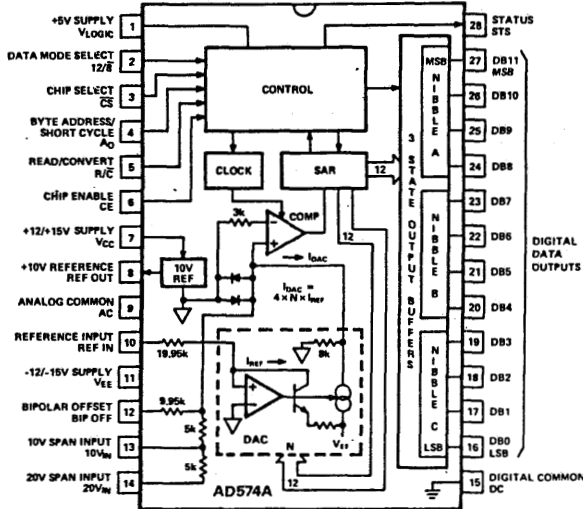 +5V SUPPLY
VLOGIC
1
DATA MODE SELECT
12/8
2
CHIP SELECT
CS
3
BYTE ADDRESS/
SHORT CYCLE
AO
4
READ/CONVERT
R/C
5
CHIP ENABLE
CE
6
+12/+15V SUPPLY
VCC
7
+10V REFERENCE
REF OUT
8
ANALOG COMMON
AC
9
REFERENCE INPUT
REF IN
10
-12/-15V SUPPLY
VEE
11
BIPOLAR OFFSET
BIP OFF
12
10V SPAN INPUT
10VIN
13
20V SPAN INPUT
20VIN
14
CONTROL
CLOCK
SAR
12
3k
COMP
12
10V
REF
IDAC
IDAC =
4 × N × IREF
19.95k
8k
IREF
9.95k
5k
5k
DAC
N
VEE
12
AD574A
3 STATE OUTPUT BUFFERS
MSB
NIBBLE A
NIBBLE B
NIBBLE C
LSB
28
STATUS
STS
27
DB11
MSB
26
DB10
25
DB9
24
DB8
23
DB7
22
DB6
21
DB5
20
DB4
19
DB3
18
DB2
17
DB1
16
DB0
LSB
15
DIGITAL COMMON
DC
DIGITAL
DATA
OUTPUTS